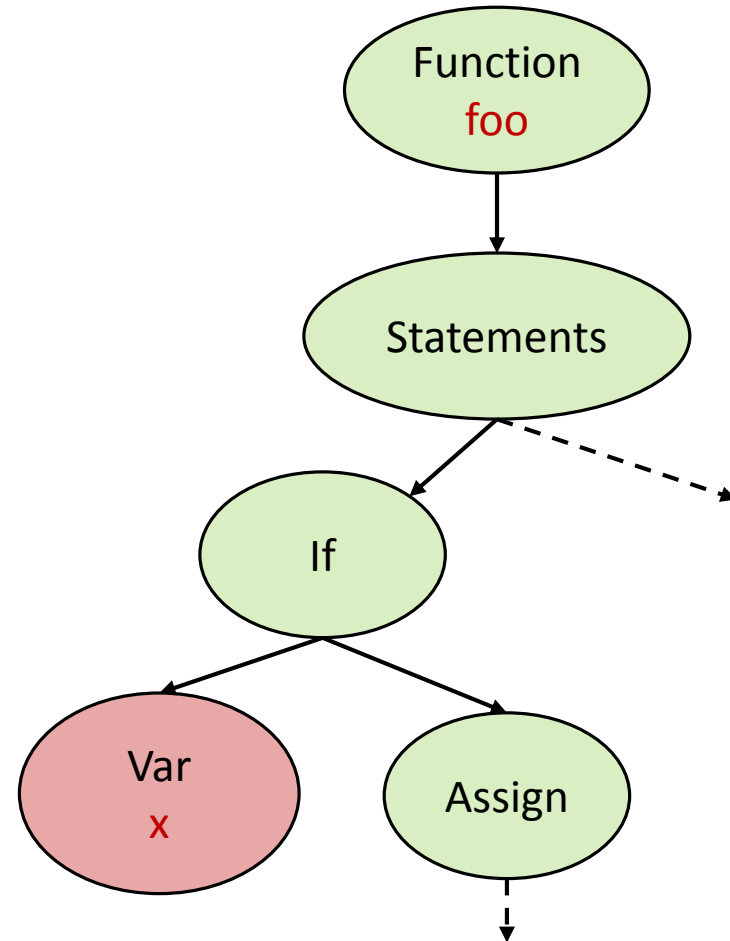 Function
foo
Statements
If
Var
x
Assign